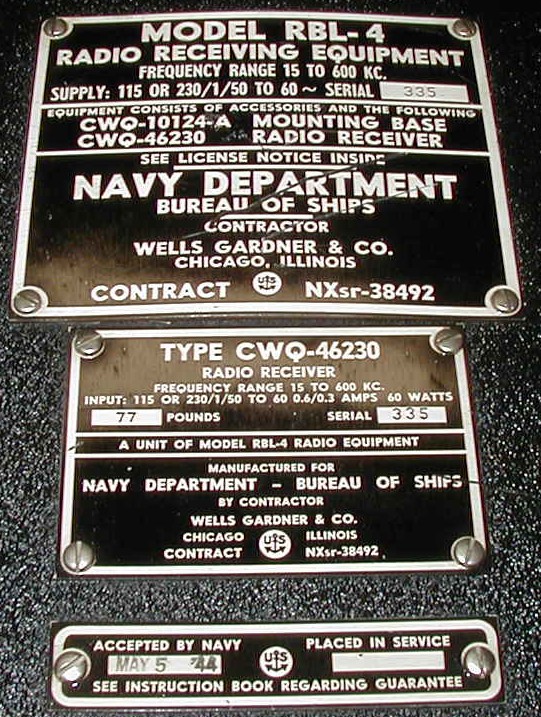 MODEL RBL-4
RADIO RECEIVING EQUIPMENT
FREQUENCY RANGE 15 TO 600 KC.
SUPPLY: 115 OR 230/1/50 TO 60 ~ SERIAL 335
EQUIPMENT CONSISTS OF ACCESSORIES AND THE FOLLOWING
CWQ-10124-A MOUNTING BASE
CWQ-46230 RADIO RECEIVER
SEE LICENSE NOTICE INSIDE
NAVY DEPARTMENT
BUREAU OF SHIPS
CONTRACTOR
WELLS GARDNER & CO.
CHICAGO, ILLINOIS
CONTRACT US NXsr-38492
TYPE CWQ-46230
RADIO RECEIVER
FREQUENCY RANGE 15 TO 600 KC.
INPUT: 115 OR 230/1/50 TO 60 0.6/0.3 AMPS 60 WATTS
77 POUNDS SERIAL 335
A UNIT OF MODEL RBL-4 RADIO EQUIPMENT
MANUFACTURED FOR
NAVY DEPARTMENT - BUREAU OF SHIPS
BY CONTRACTOR
WELLS GARDNER & CO.
CHICAGO US ILLINOIS
CONTRACT NXsr-38492
ACCEPTED BY NAVY PLACED IN SERVICE
MAY 5 '44 US
SEE INSTRUCTION BOOK REGARDING GUARANTEE